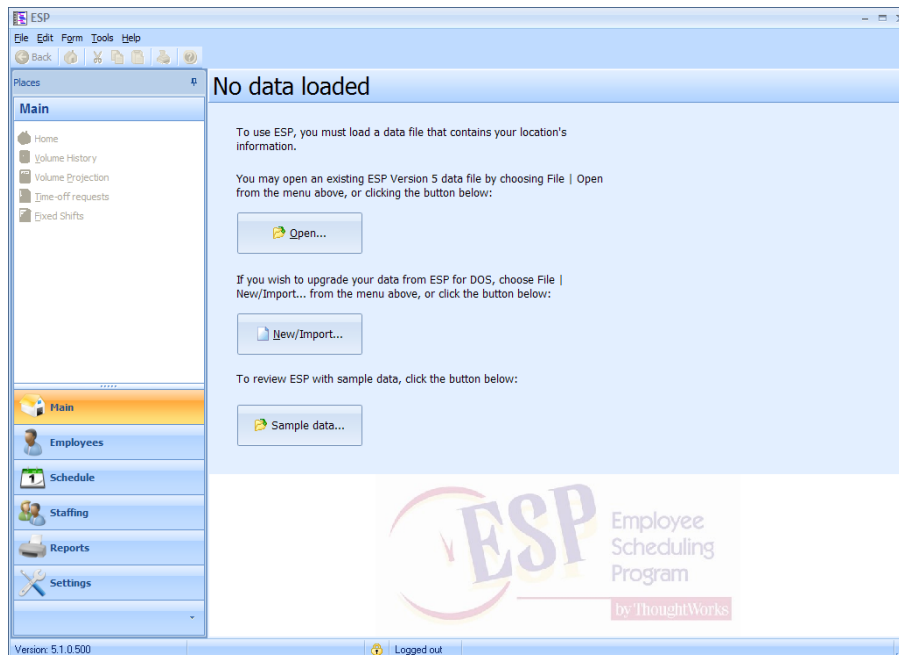 ESP
File Edit Form Tools Help
Back
Places
Main
Home
Volume History
Volume Projection
Time-off requests
Fixed Shifts
Main
Employees
1
Schedule
Staffing
Reports
Settings
No data loaded
To use ESP, you must load a data file that contains your location's
information.
You may open an existing ESP Version 5 data file by choosing File | Open
from the menu above, or clicking the button below:
Open...
If you wish to upgrade your data from ESP for DOS, choose File |
New/Import... from the menu above, or click the button below:
New/Import...
To review ESP with sample data, click the button below:
Sample data...
ESP
Employee
Scheduling
Program
by ThoughtWorks
Version: 5.1.0.500
Logged out